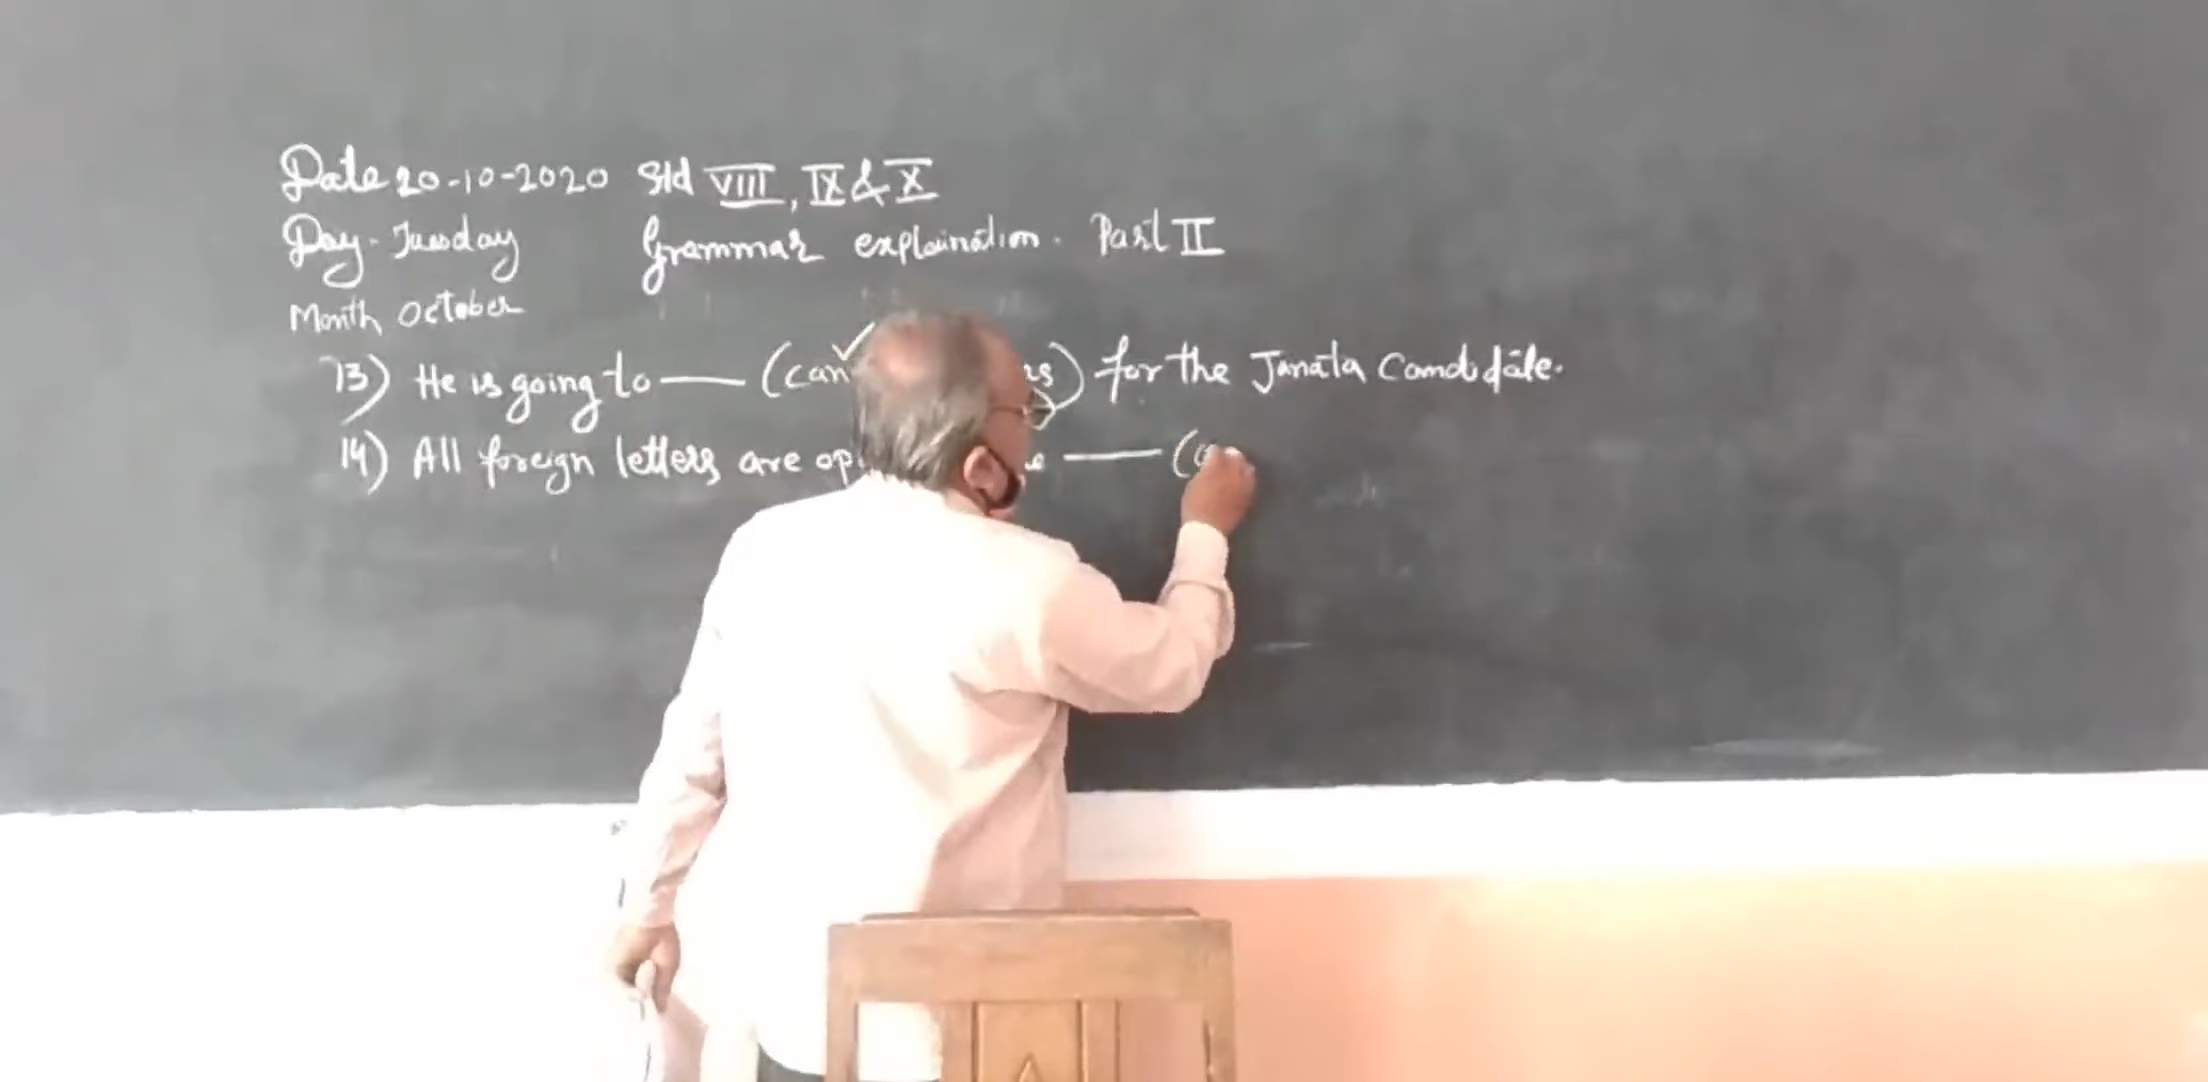 Date 20-10-2020 Std VIII, IX & X
Day - Tuesday Grammar explaination. Part II
Month October
13) He is going to — (can for the Janata Candidate.
14) All foreign letters are — (